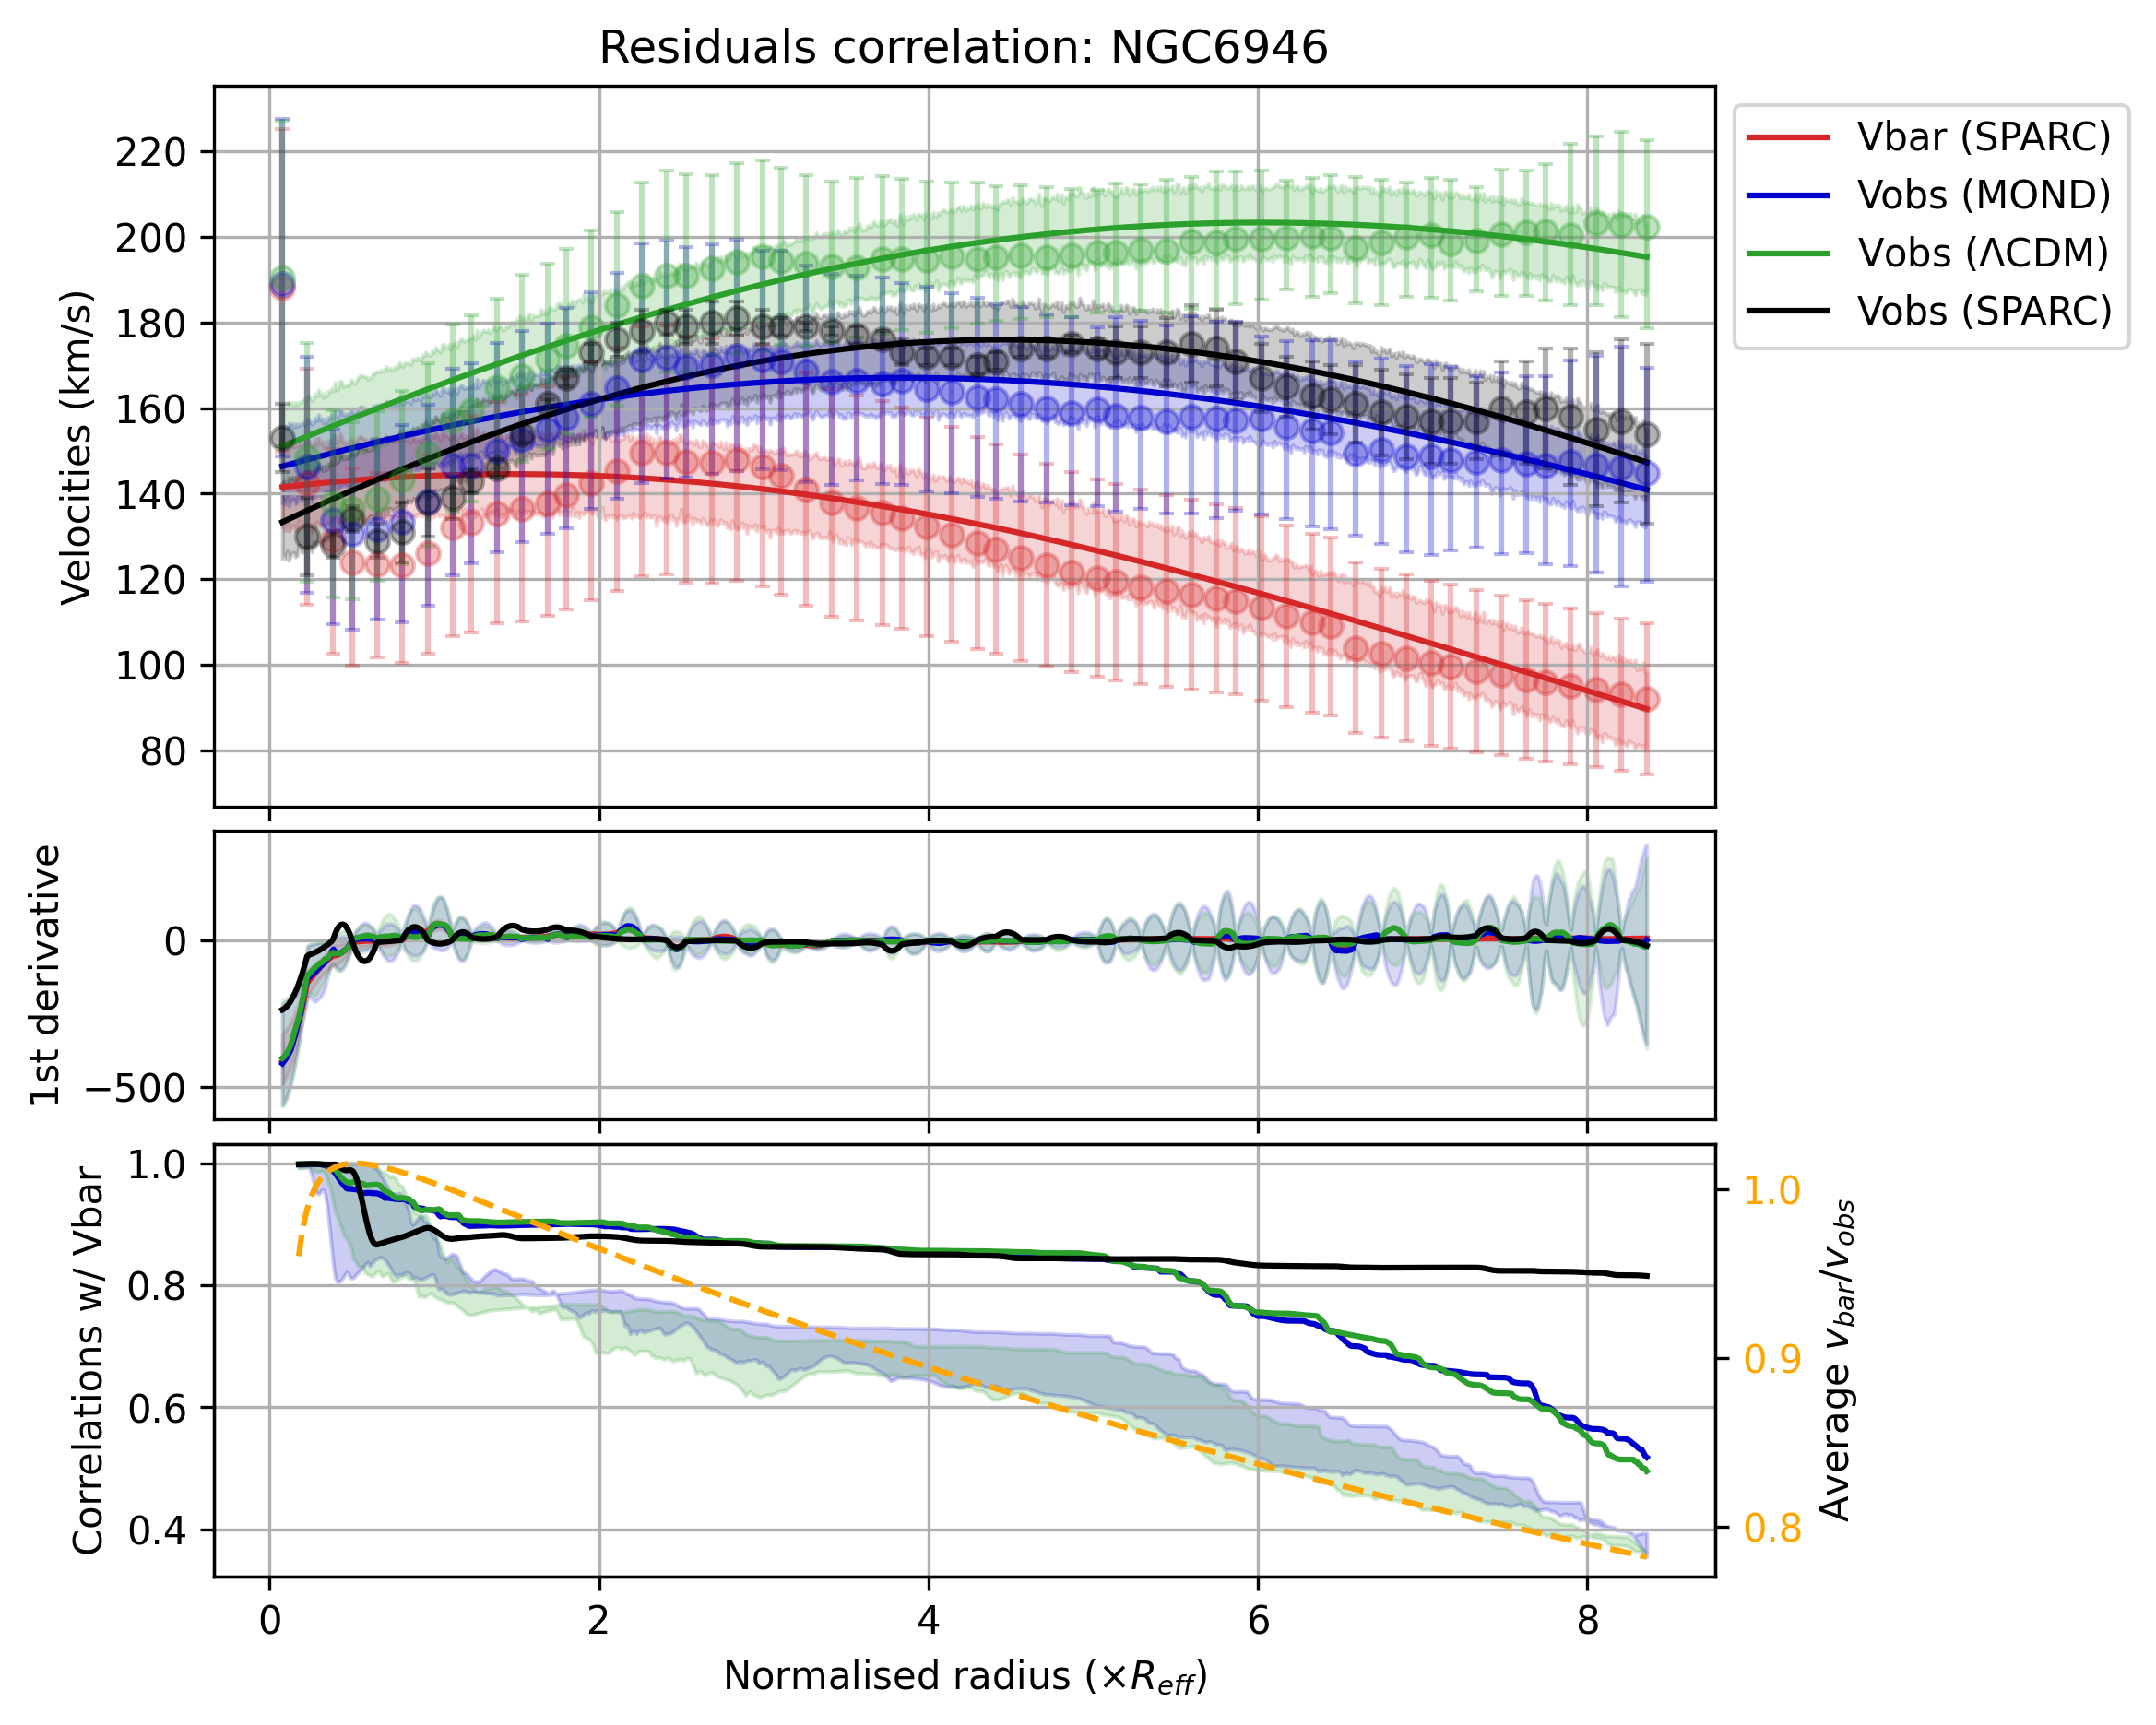 Residuals correlation: NGC6946
Velocities (km/s)
220
200
180
160
140
120
100
80
Vbar (SPARC)
Vobs (MOND)
Vobs (ΛCDM)
Vobs (SPARC)
1st derivative
0
−500
Correlations w/ Vbar
1.0
0.8
0.6
0.4
1.0
0.9
0.8
Average v_bar/v_obs
0 2 4 6 8
Normalised radius (×R_eff)